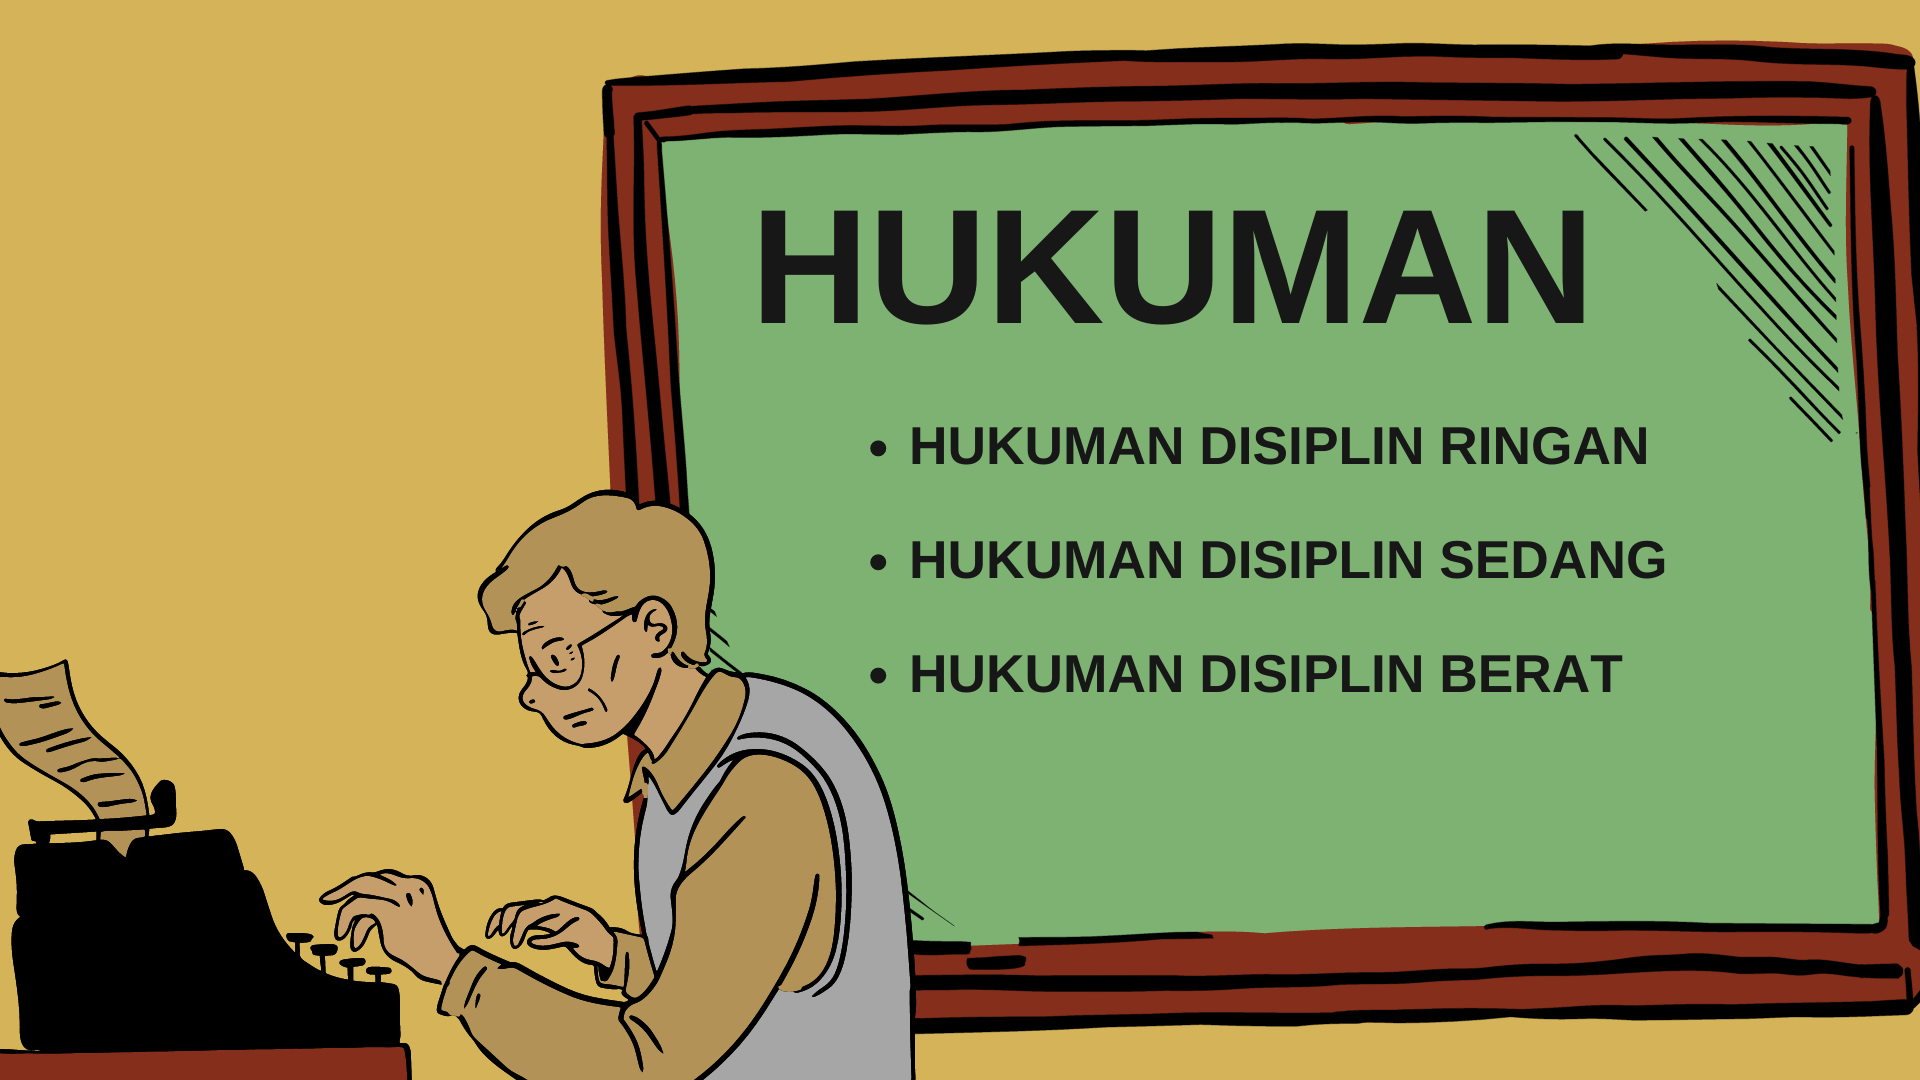 HUKUMAN
• HUKUMAN DISIPLIN RINGAN
• HUKUMAN DISIPLIN SEDANG
• HUKUMAN DISIPLIN BERAT